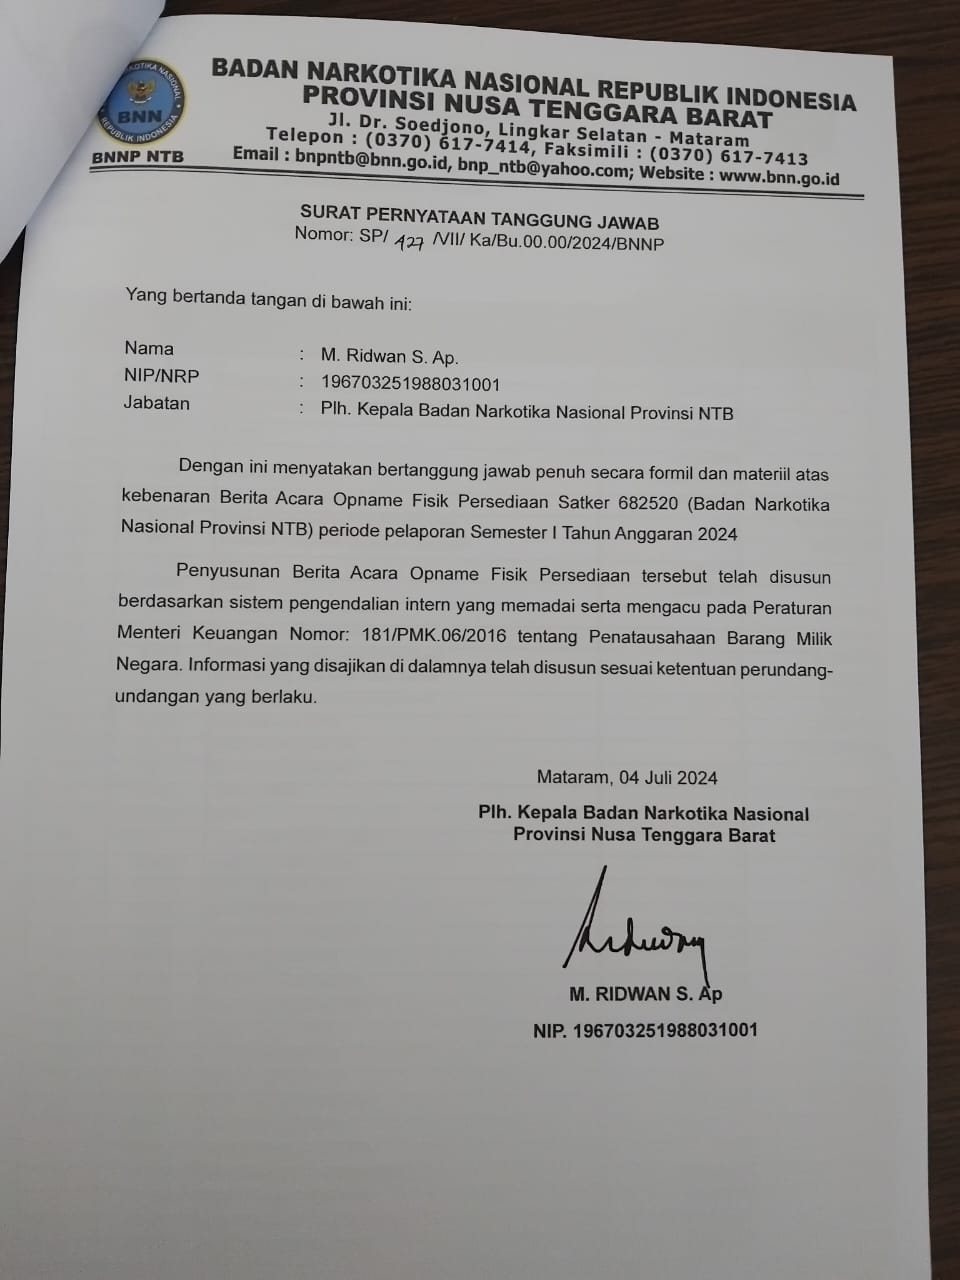 NARKOTIKA NASIONAL
BNN
REPUBLIK INDONESIA
BNNP NTB
BADAN NARKOTIKA NASIONAL REPUBLIK INDONESIA
PROVINSI NUSA TENGGARA BARAT
Jl. Dr. Soedjono, Lingkar Selatan - Mataram
Telepon : (0370) 617-7414, Faksimili : (0370) 617-7413
Email : bnpntb@bnn.go.id, bnp_ntb@yahoo.com; Website : www.bnn.go.id
SURAT PERNYATAAN TANGGUNG JAWAB
Nomor: SP/ 427 /VII/ Ka/Bu.00.00/2024/BNNP
Yang bertanda tangan di bawah ini:
Nama : M. Ridwan S. Ap.
NIP/NRP : 196703251988031001
Jabatan : Plh. Kepala Badan Narkotika Nasional Provinsi NTB
Dengan ini menyatakan bertanggung jawab penuh secara formil dan materiil atas
kebenaran Berita Acara Opname Fisik Persediaan Satker 682520 (Badan Narkotika
Nasional Provinsi NTB) periode pelaporan Semester I Tahun Anggaran 2024
Penyusunan Berita Acara Opname Fisik Persediaan tersebut telah disusun
berdasarkan sistem pengendalian intern yang memadai serta mengacu pada Peraturan
Menteri Keuangan Nomor: 181/PMK.06/2016 tentang Penatausahaan Barang Milik
Negara. Informasi yang disajikan di dalamnya telah disusun sesuai ketentuan perundang-
undangan yang berlaku.
Mataram, 04 Juli 2024
Plh. Kepala Badan Narkotika Nasional
Provinsi Nusa Tenggara Barat
M. RIDWAN S. Ap
NIP. 196703251988031001